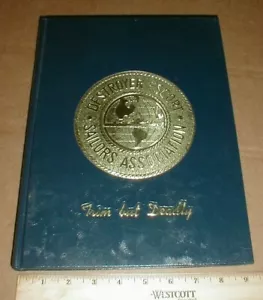 DESTROYER ESCORT
SAILORS ASSOCIATION
Trim but Deadly
WESTCOTT